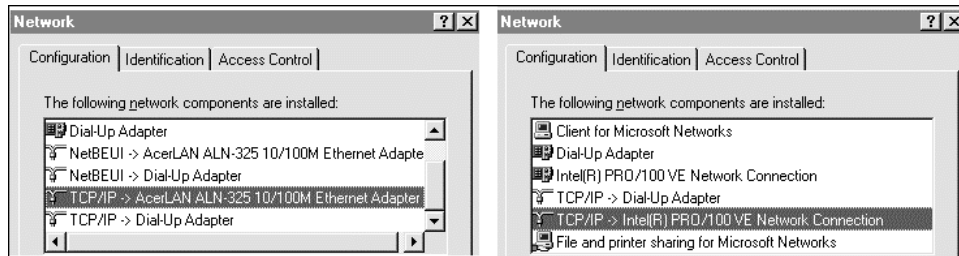 Network
Configuration Identification Access Control
The following network components are installed:
Dial-Up Adapter
NetBEUI -> AcerLAN ALN-325 10/100M Ethernet Adapte
NetBEUI -> Dial-Up Adapter
TCP/IP -> AcerLAN ALN-325 10/100M Ethernet Adapter
TCP/IP -> Dial-Up Adapter
Network
Configuration Identification Access Control
The following network components are installed:
Client for Microsoft Networks
Dial-Up Adapter
Intel(R) PRO/100 VE Network Connection
TCP/IP -> Dial-Up Adapter
TCP/IP -> Intel(R) PRO/100 VE Network Connection
File and printer sharing for Microsoft Networks